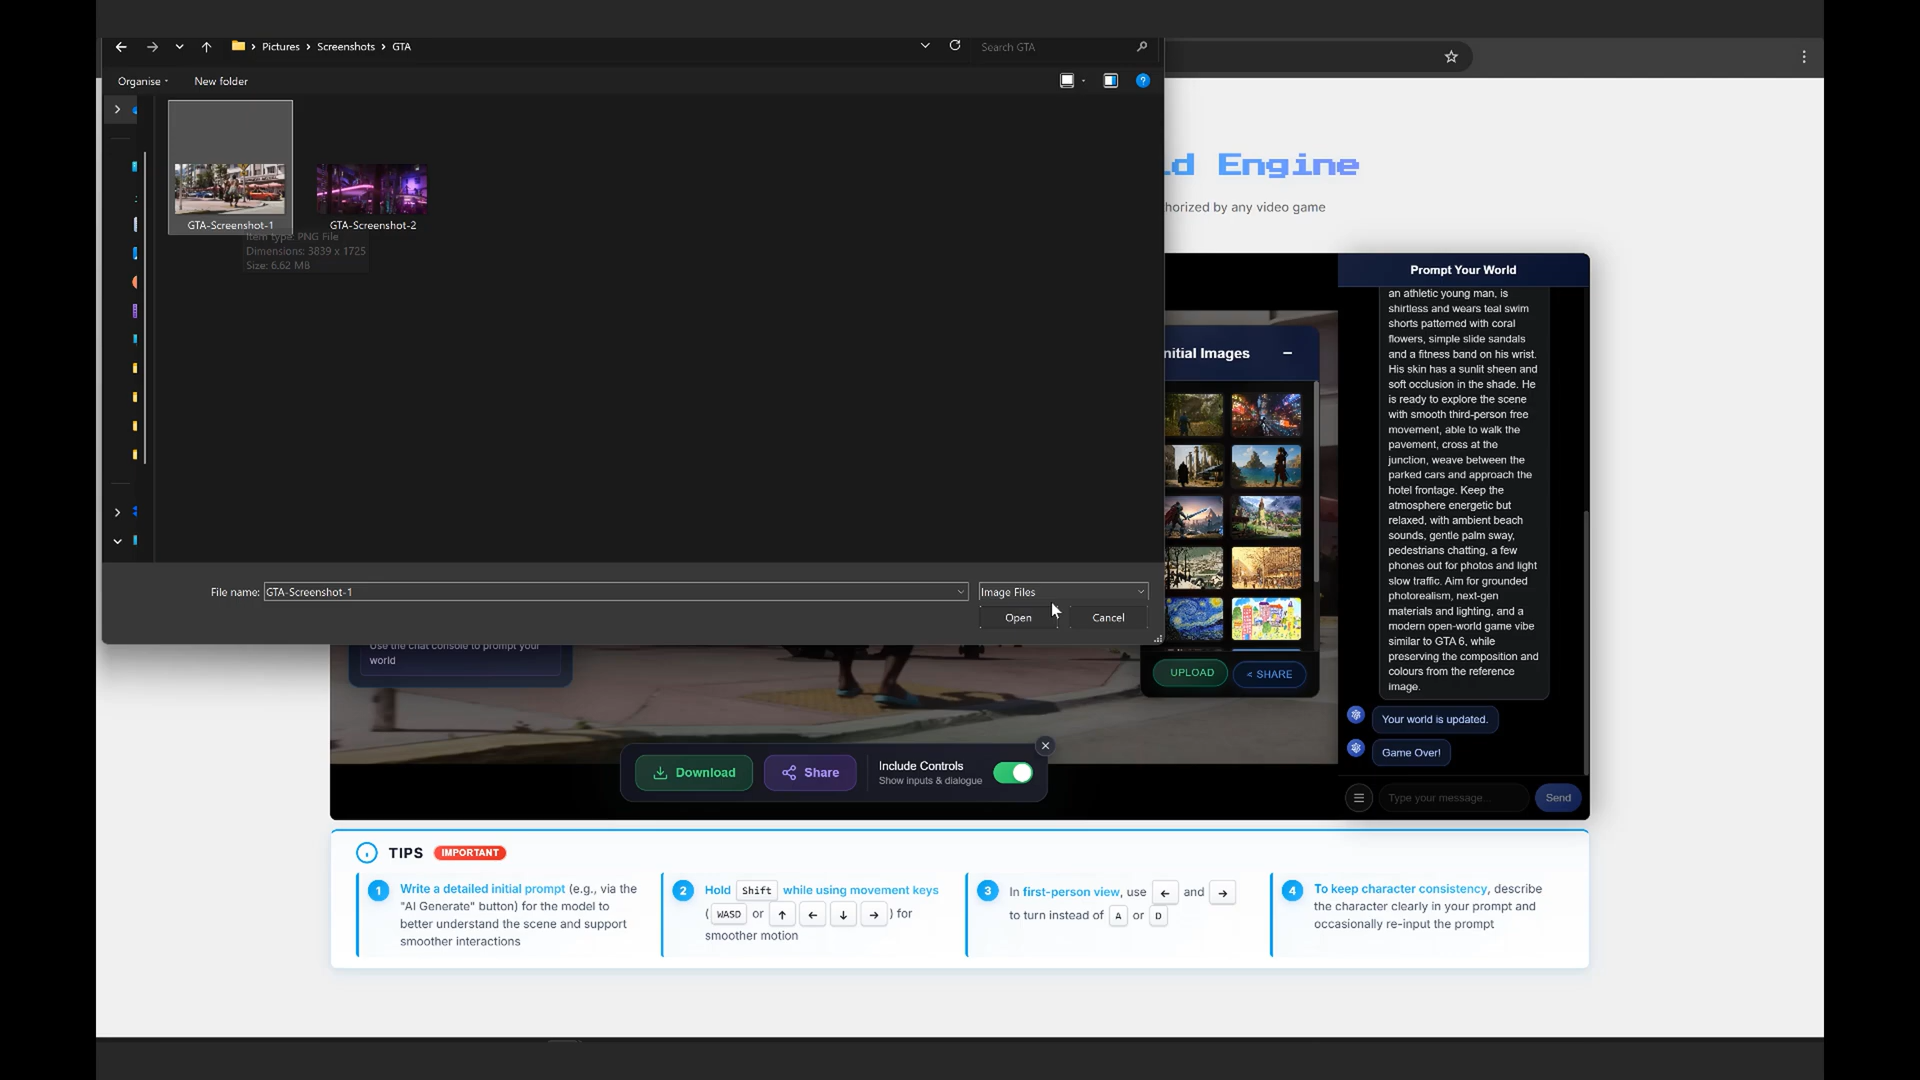 Pictures > Screenshots > GTA
Search GTA
Organise
New folder
GTA-Screenshot-1
GTA-Screenshot-2
Item type: PNG File
Dimensions: 3839 x 1725
Size: 6.62 MB
File name:
GTA-Screenshot-1
Image Files
Open
Cancel
d Engine
horized by any video game
nitial Images
UPLOAD
< SHARE
Use the chat console to prompt your
world
Download
Share
Include Controls
Show inputs & dialogue
Prompt Your World
an athletic young man, is
shirtless and wears teal swim
shorts patterned with coral
flowers, simple slide sandals
and a fitness band on his wrist.
His skin has a sunlit sheen and
soft occlusion in the shade. He
is ready to explore the scene
with smooth third-person free
movement, able to walk the
pavement, cross at the
junction, weave between the
parked cars and approach the
hotel frontage. Keep the
atmosphere energetic but
relaxed, with ambient beach
sounds, gentle palm sway,
pedestrians chatting, a few
phones out for photos and light
slow traffic. Aim for grounded
photorealism, next-gen
materials and lighting, and a
modern open-world game vibe
similar to GTA 6, while
preserving the composition and
colours from the reference
image.
Your world is updated.
Game Over!
Type your message...
Send
TIPS
IMPORTANT
1
Write a detailed initial prompt (e.g., via the
"AI Generate" button) for the model to
better understand the scene and support
smoother interactions
2
Hold Shift while using movement keys
( WASD or ↑ ← ↓ → ) for
smoother motion
3
In first-person view, use ← and →
to turn instead of A or D
4
To keep character consistency, describe
the character clearly in your prompt and
occasionally re-input the prompt